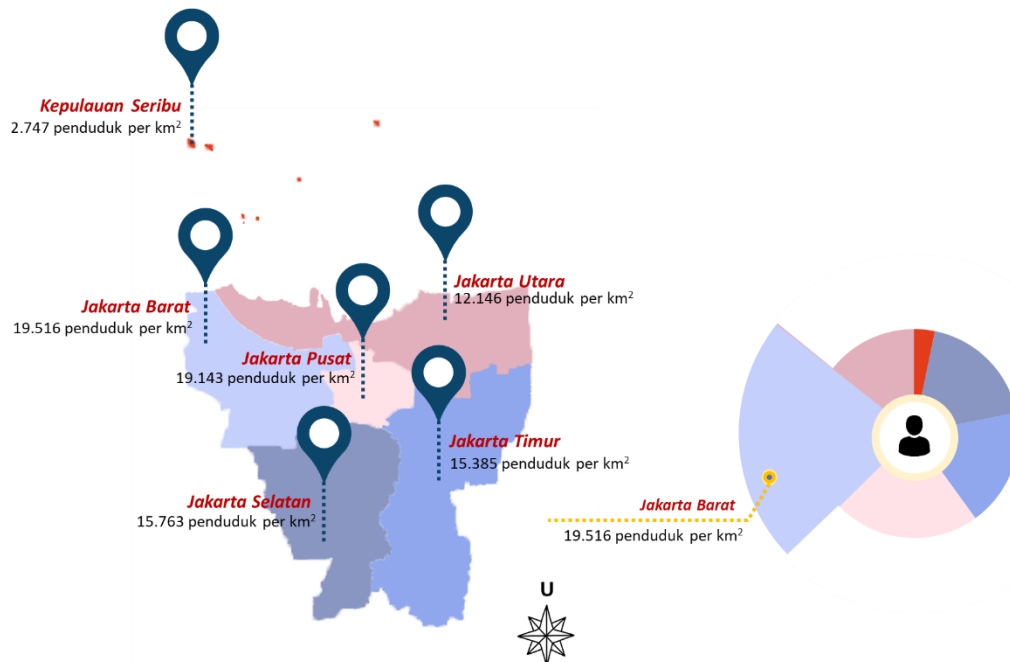 Kepulauan Seribu
2.747 penduduk per km²
Jakarta Utara
12.146 penduduk per km²
Jakarta Barat
19.516 penduduk per km²
Jakarta Pusat
19.143 penduduk per km²
Jakarta Timur
15.385 penduduk per km²
Jakarta Selatan
15.763 penduduk per km²
Jakarta Barat
19.516 penduduk per km²
U